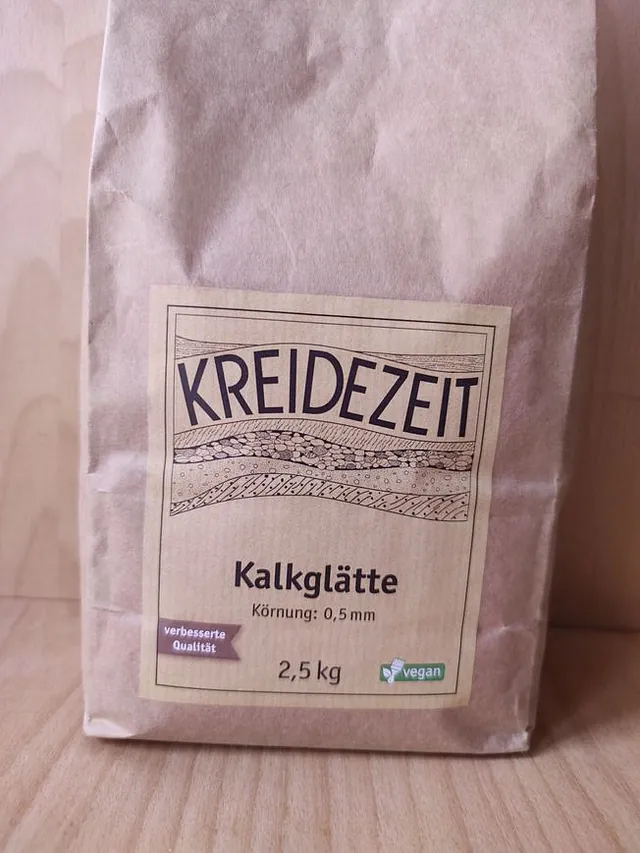 KREIDEZEIT
Kalkglätte
Körnung: 0,5 mm
verbesserte
Qualität
2,5 kg
vegan